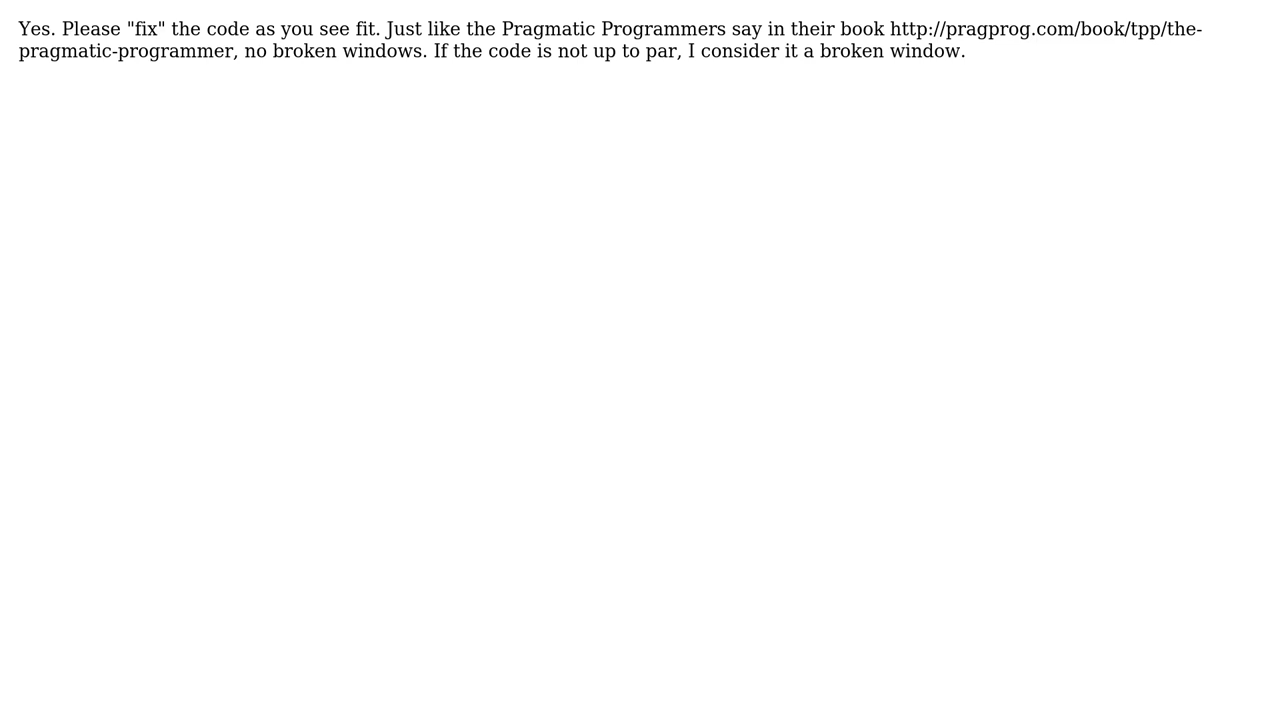 Yes. Please "fix" the code as you see fit. Just like the Pragmatic Programmers say in their book http://pragprog.com/book/tpp/the-
pragmatic-programmer, no broken windows. If the code is not up to par, I consider it a broken window.